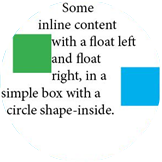 Some
inline content
with a float left
and float
right, in a
simple box with a
circle shape-inside.